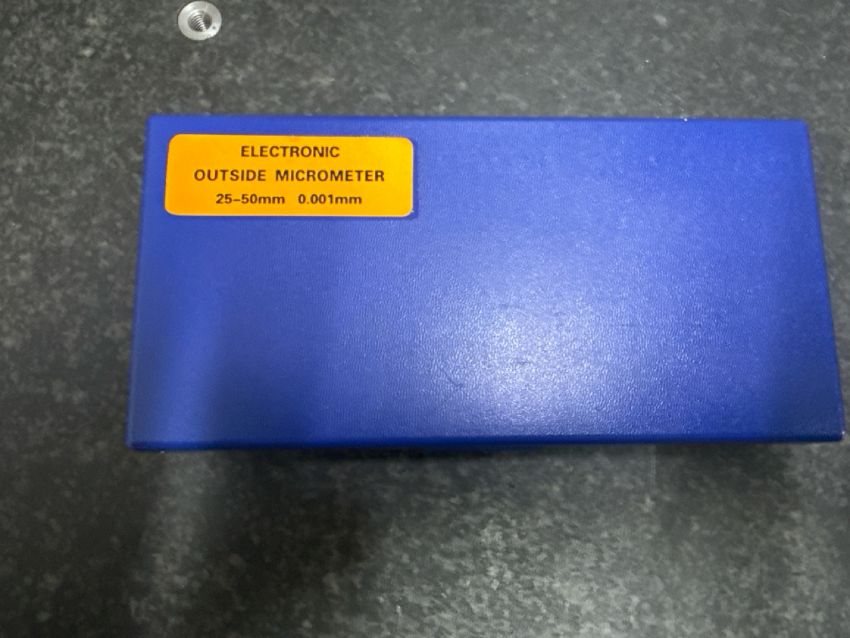 ELECTRONIC
OUTSIDE MICROMETER
25–50mm 0.001mm